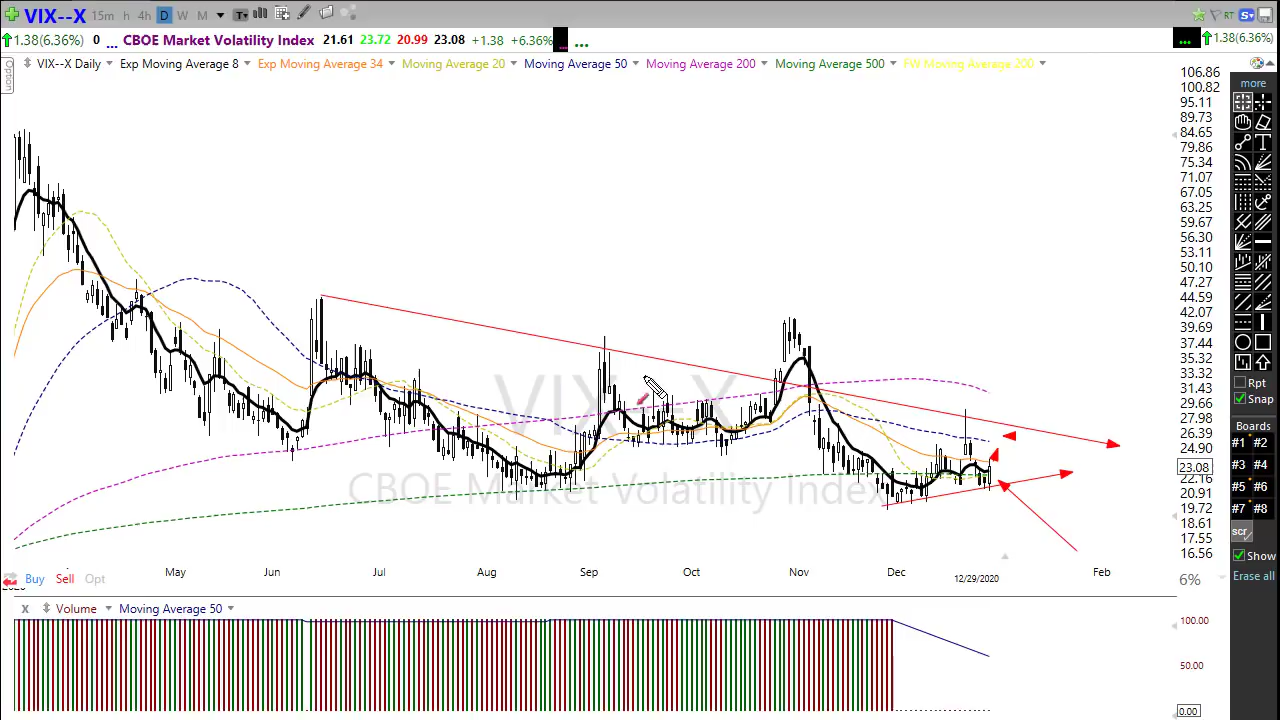 VIX--X 15m h 4h D W M T RT S
1.38(6.36%) 0 ... CBOE Market Volatility Index 21.61 23.72 20.99 23.08 +1.38 +6.36% ... ... 1.38(6.36%)
Option
VIX--X Daily Exp Moving Average 8 Exp Moving Average 34 Moving Average 20 Moving Average 50 Moving Average 200 Moving Average 500 FW Moving Average 200
106.86
100.82
95.11
89.73
84.65
79.86
75.34
71.07
67.05
63.25
59.67
56.30
53.11
50.10
47.27
44.59
42.07
39.69
37.44
35.32
33.32
31.43
29.66
27.98
26.39
24.90
23.08
22.16
20.91
19.72
18.61
17.55
16.56
VIX--X
CBOE Market Volatility Index
May Jun Jul Aug Sep Oct Nov Dec 12/29/2020 Feb
Buy Sell Opt 6%
X Volume Moving Average 50
100.00
50.00
0.00
more
T
Rpt
Snap
Boards
#1 #2
#3 #4
#5 #6
#7 #8
scr
Show
Erase all